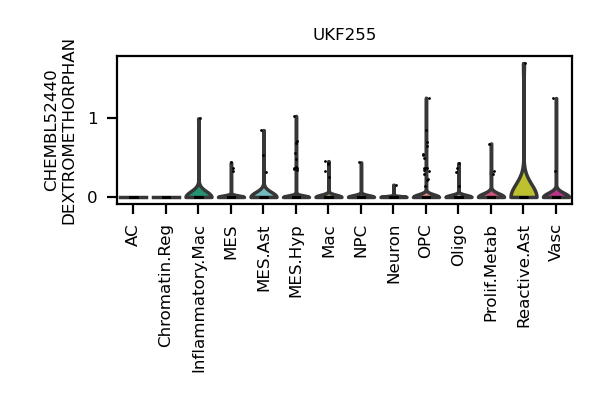 UKF255
CHEMBL52440
DEXTROMETHORPHAN
1
0
AC
Chromatin.Reg
Inflammatory.Mac
MES
MES.Ast
MES.Hyp
Mac
NPC
Neuron
OPC
Oligo
Prolif.Metab
Reactive.Ast
Vasc